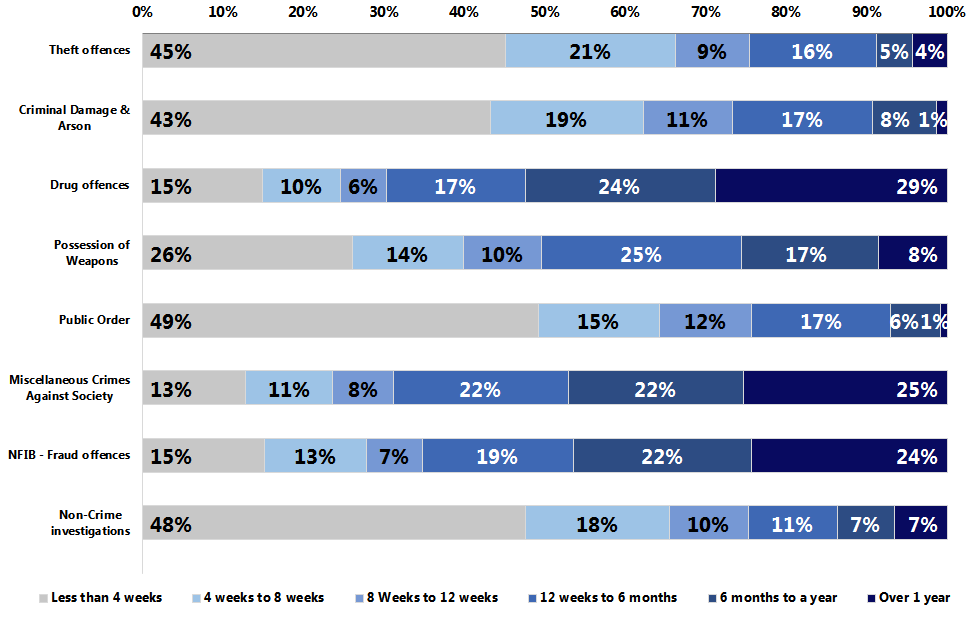 0% 10% 20% 30% 40% 50% 60% 70% 80% 90% 100%
Theft offences 45% 21% 9% 16% 5% 4%
Criminal Damage &
Arson 43% 19% 11% 17% 8% 1%
Drug offences 15% 10% 6% 17% 24% 29%
Possession of
Weapons 26% 14% 10% 25% 17% 8%
Public Order 49% 15% 12% 17% 6% 1%
Miscellaneous Crimes
Against Society 13% 11% 8% 22% 22% 25%
NFIB - Fraud offences 15% 13% 7% 19% 22% 24%
Non-Crime
investigations 48% 18% 10% 11% 7% 7%
Less than 4 weeks 4 weeks to 8 weeks 8 Weeks to 12 weeks 12 weeks to 6 months 6 months to a year Over 1 year